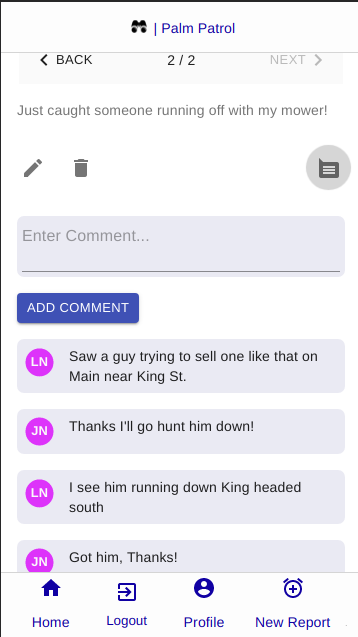 | Palm Patrol
BACK
2 / 2
NEXT
Just caught someone running off with my mower!
Enter Comment...
ADD COMMENT
LN
Saw a guy trying to sell one like that on
Main near King St.
JN
Thanks I'll go hunt him down!
LN
I see him running down King headed
south
JN
Got him, Thanks!
Home
Logout
Profile
New Report